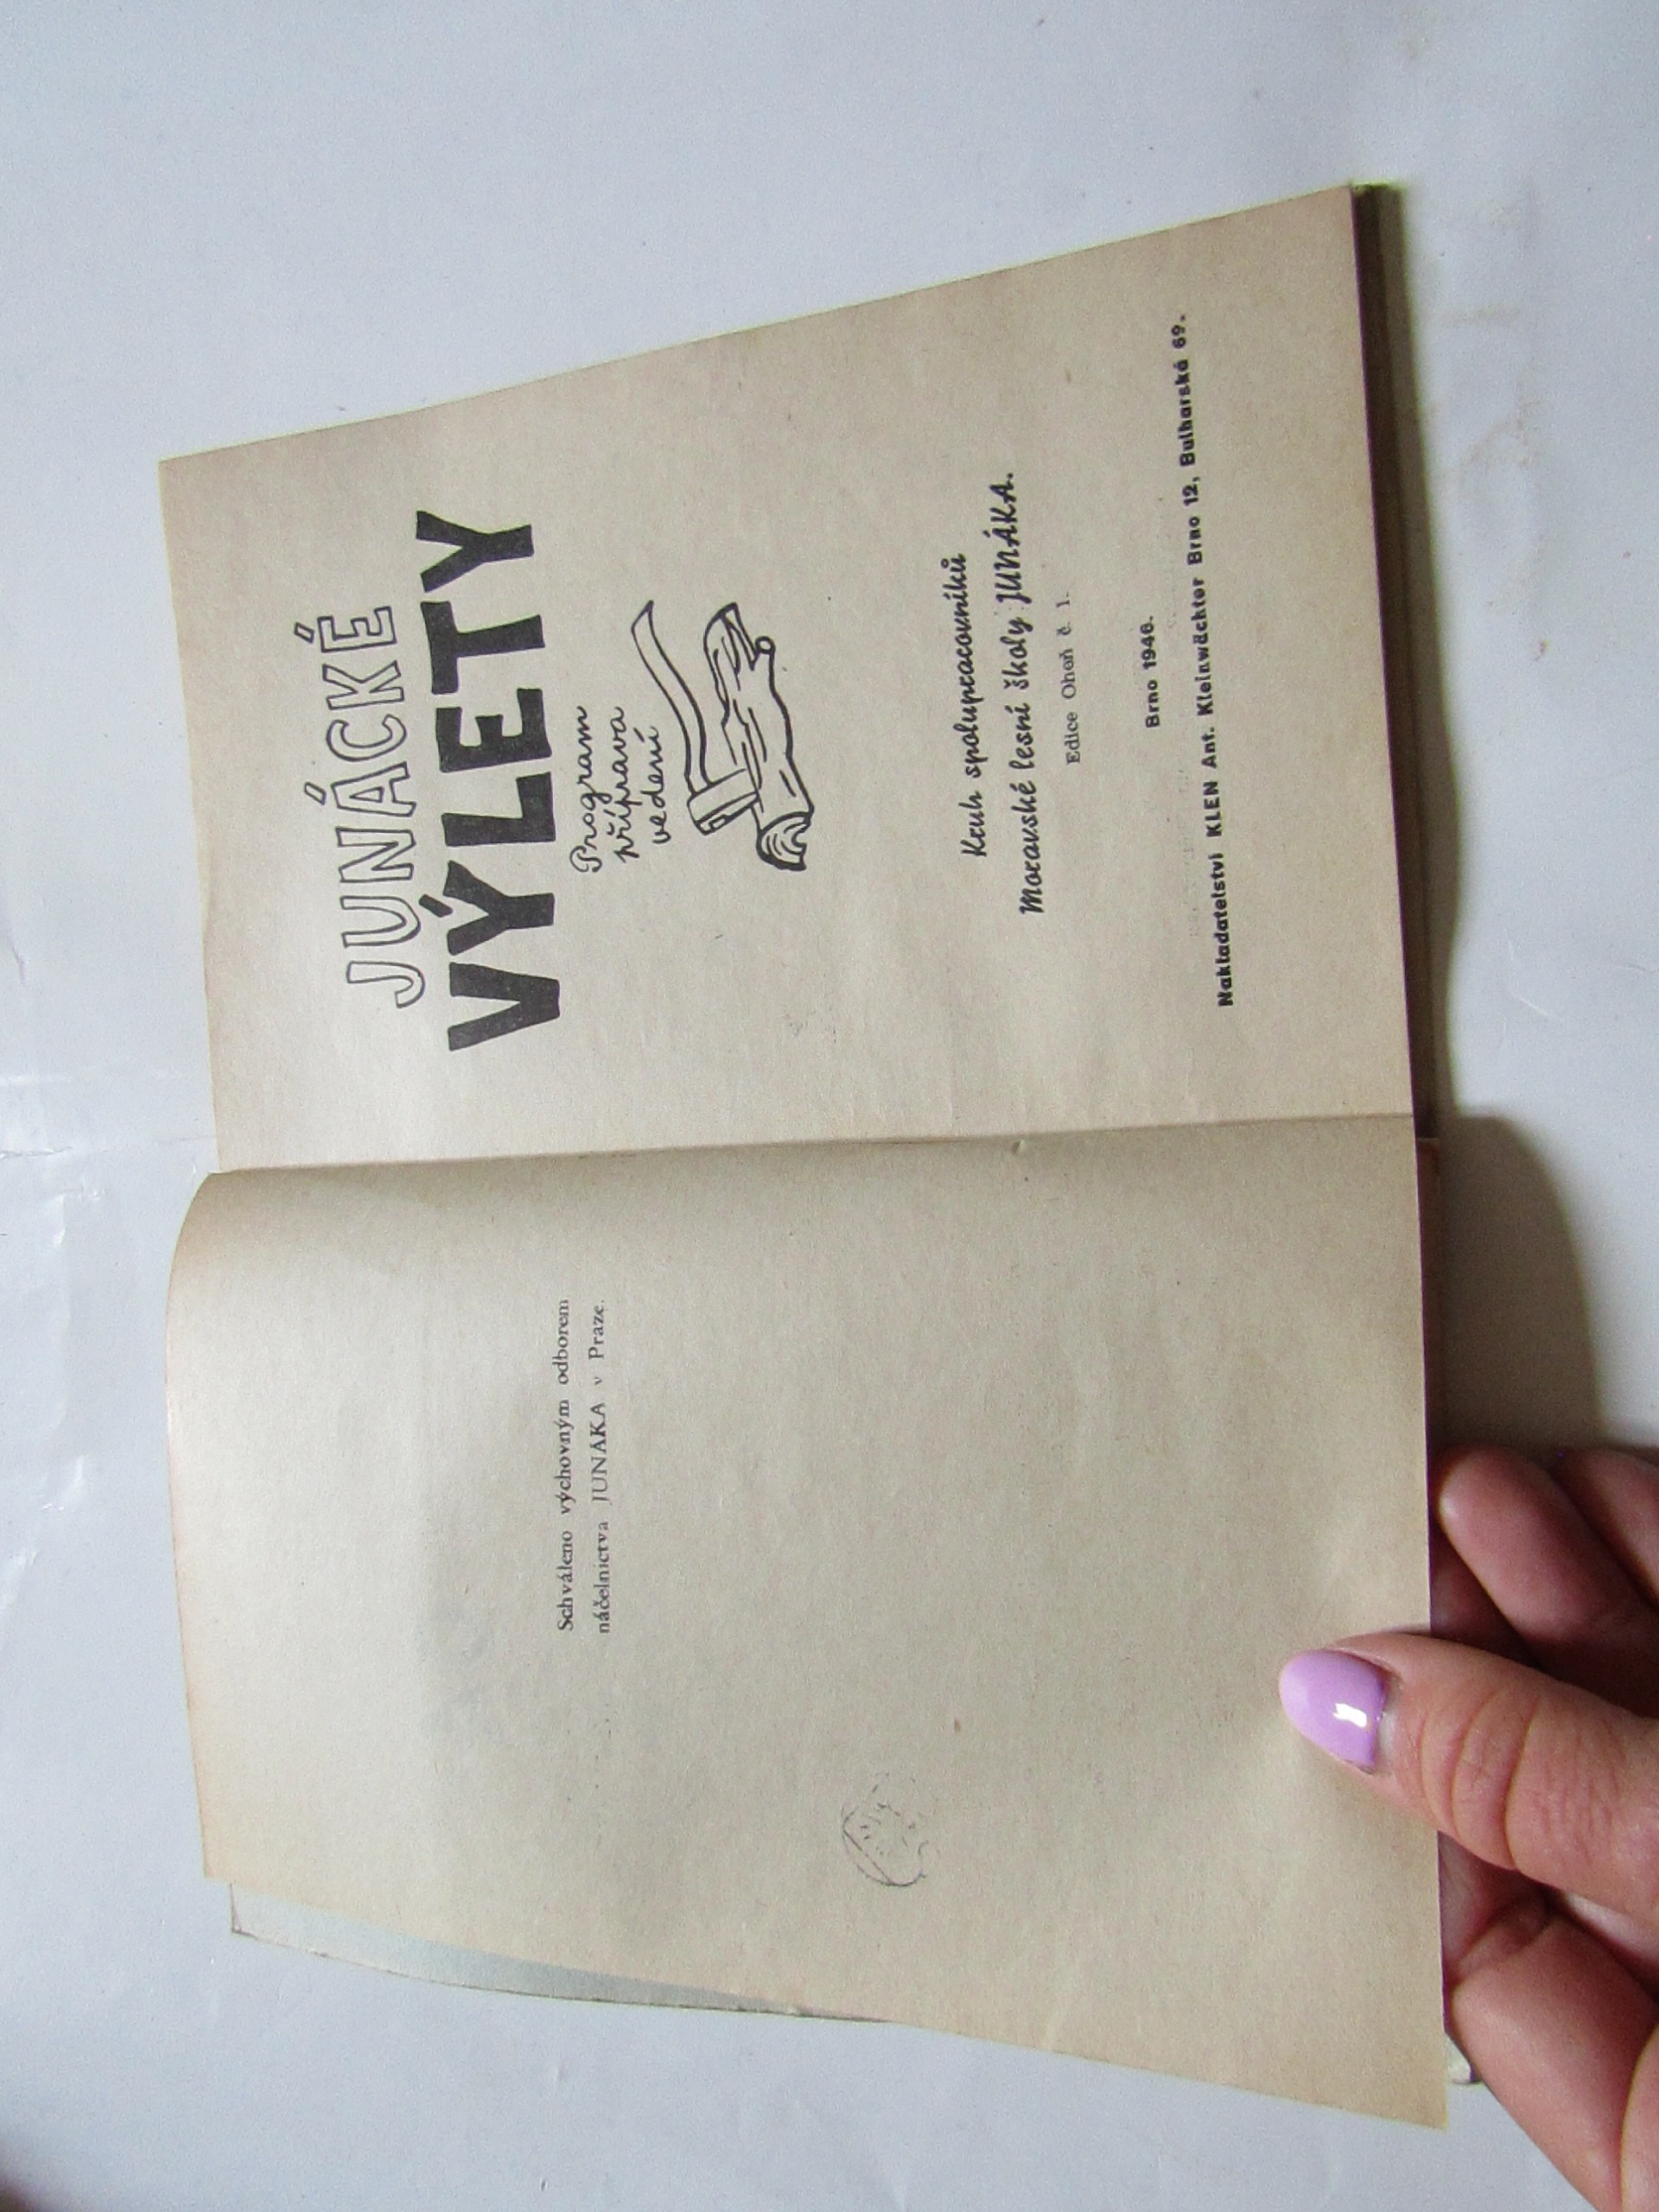 Schváleno výchovným odborem
náčelnictva JUNÁKA v Praze.
JUNÁCKÉ
VÝLETY
Program
příprava
vedení
Kruh spolupracovníků
Moravské lesní školy JUNÁKA.
Edice Oheň č. 1.
Brno 1946.
Nakladatelství KLEN Ant. Kleinwächter Brno 12, Bulharská 69.